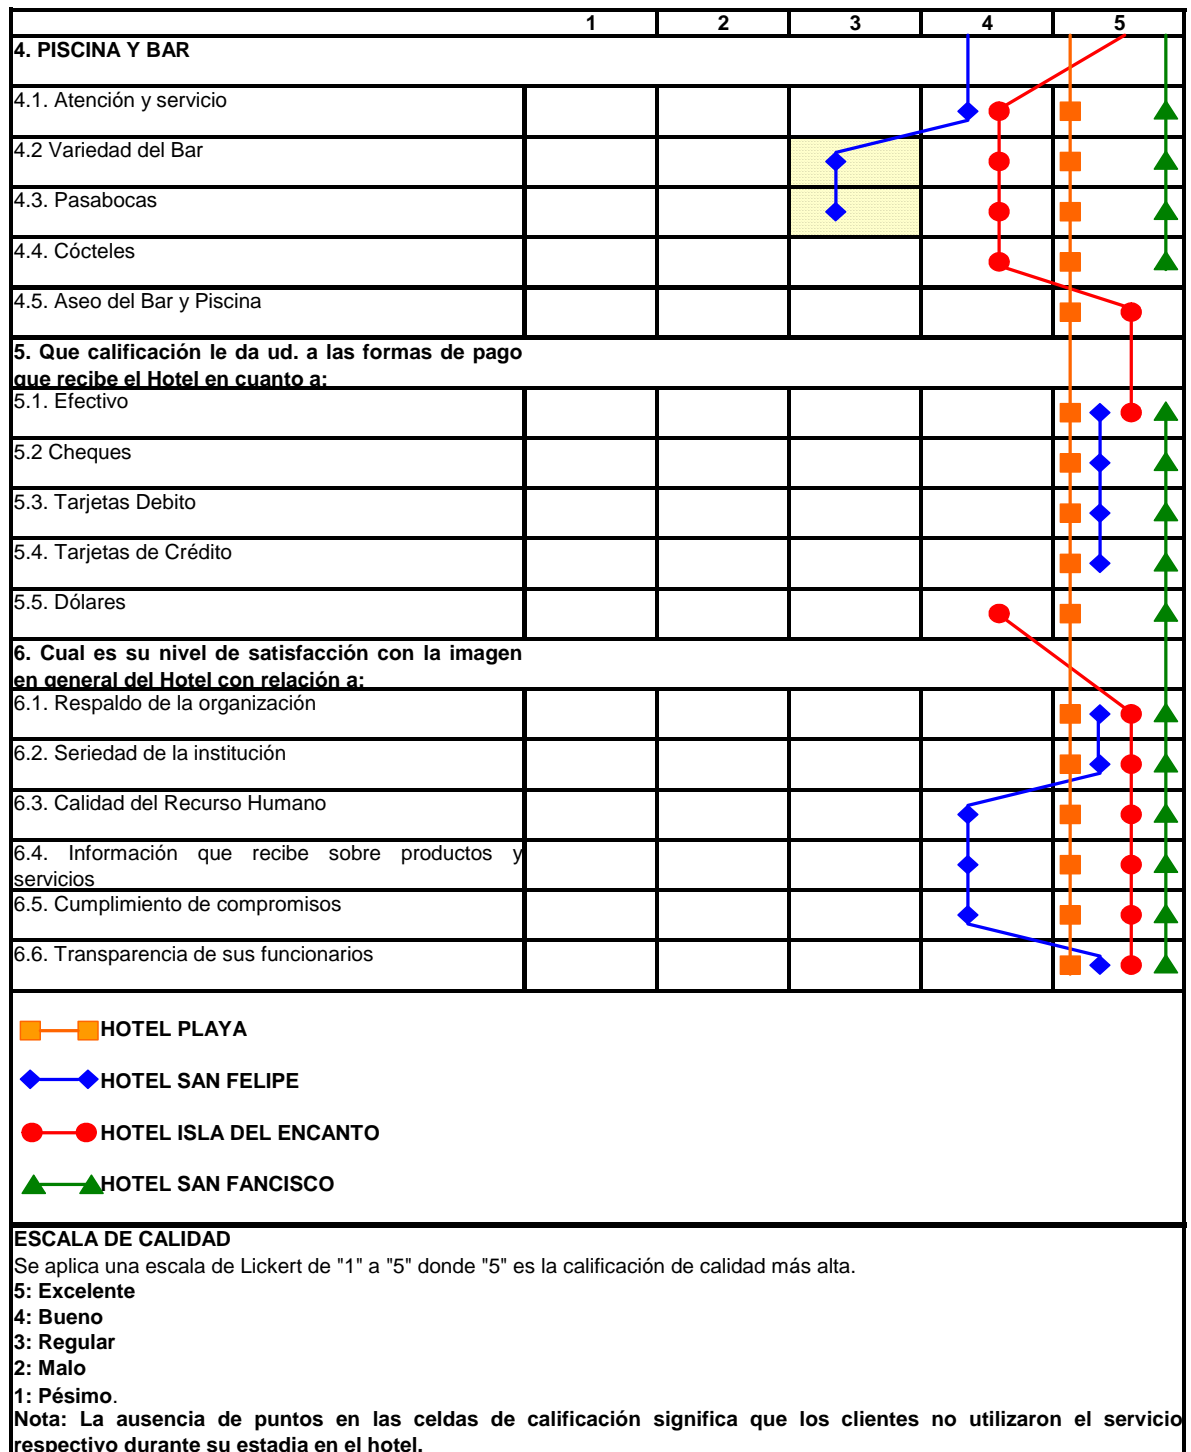 1 2 3 4 5
4. PISCINA Y BAR
4.1. Atención y servicio
4.2 Variedad del Bar
4.3. Pasabocas
4.4. Cócteles
4.5. Aseo del Bar y Piscina
5. Que calificación le da ud. a las formas de pago
que recibe el Hotel en cuanto a:
5.1. Efectivo
5.2 Cheques
5.3. Tarjetas Debito
5.4. Tarjetas de Crédito
5.5. Dólares
6. Cual es su nivel de satisfacción con la imagen
en general del Hotel con relación a:
6.1. Respaldo de la organización
6.2. Seriedad de la institución
6.3. Calidad del Recurso Humano
6.4. Información que recibe sobre productos y
servicios
6.5. Cumplimiento de compromisos
6.6. Transparencia de sus funcionarios
HOTEL PLAYA
HOTEL SAN FELIPE
HOTEL ISLA DEL ENCANTO
HOTEL SAN FANCISCO
ESCALA DE CALIDAD
Se aplica una escala de Lickert de "1" a "5" donde "5" es la calificación de calidad más alta.
5: Excelente
4: Bueno
3: Regular
2: Malo
1: Pésimo.
Nota: La ausencia de puntos en las celdas de calificación significa que los clientes no utilizaron el servicio
respectivo durante su estadia en el hotel.